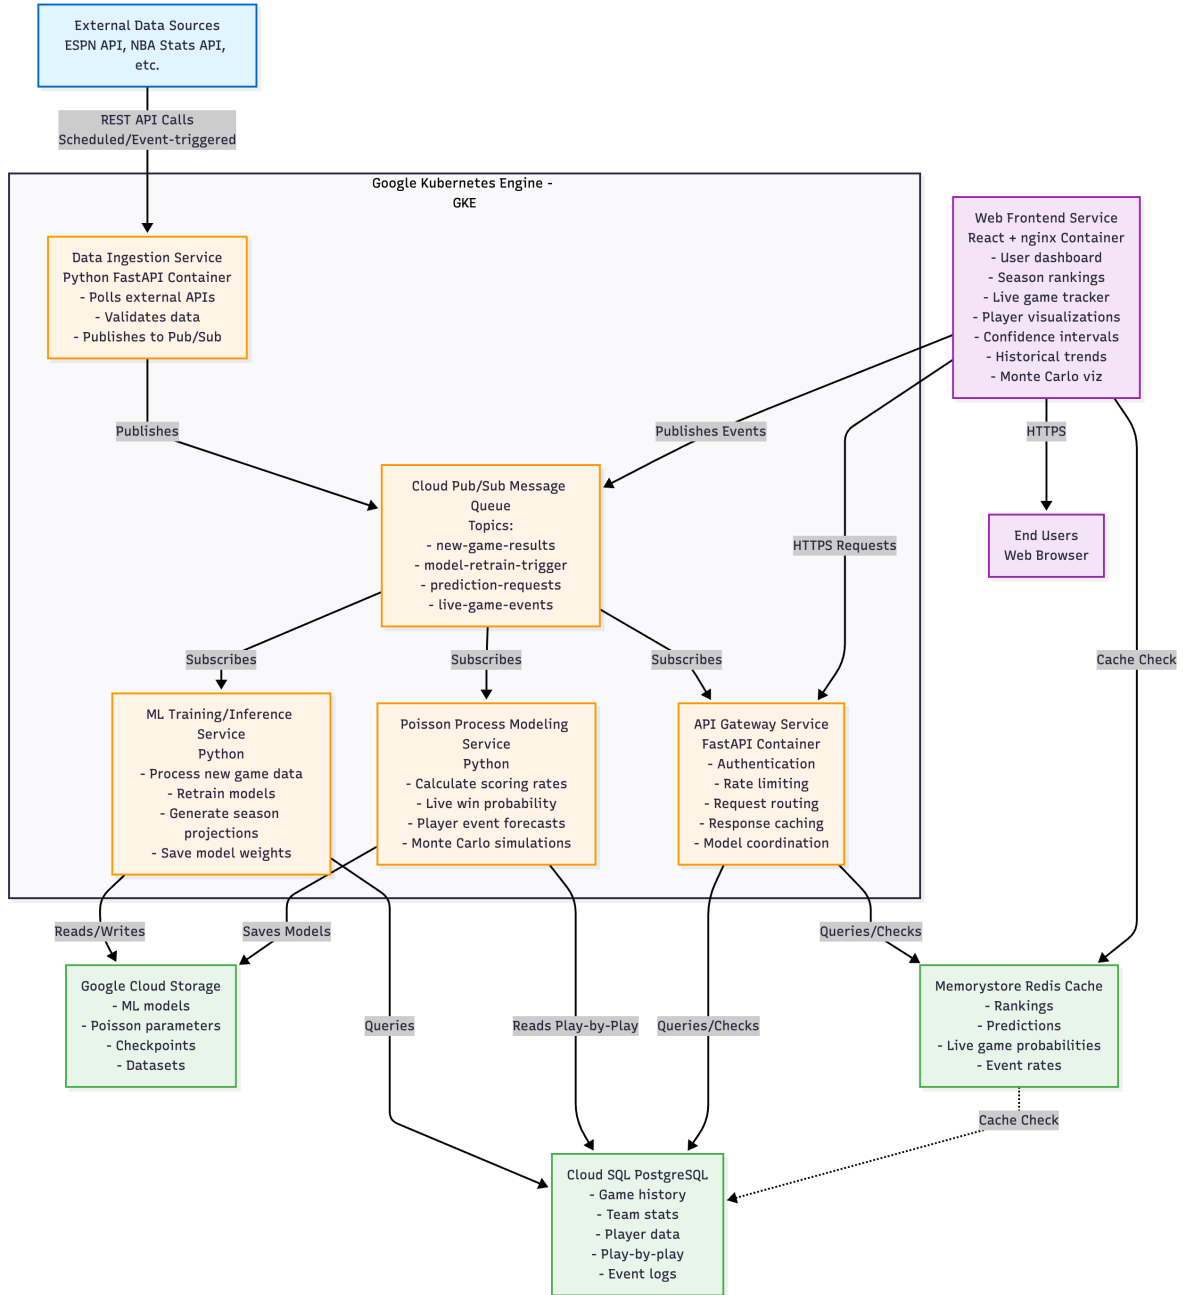 External Data Sources
ESPN API, NBA Stats API,
etc.
REST API Calls
Scheduled/Event-triggered
Google Kubernetes Engine -
GKE
Data Ingestion Service
Python FastAPI Container
- Polls external APIs
- Validates data
- Publishes to Pub/Sub
Web Frontend Service
React + nginx Container
- User dashboard
- Season rankings
- Live game tracker
- Player visualizations
- Confidence intervals
- Historical trends
- Monte Carlo viz
Publishes
Publishes Events
HTTPS
Cloud Pub/Sub Message
Queue
Topics:
- new-game-results
- model-retrain-trigger
- prediction-requests
- live-game-events
HTTPS Requests
End Users
Web Browser
Subscribes
Subscribes
Subscribes
Cache Check
ML Training/Inference
Service
Python
- Process new game data
- Retrain models
- Generate season
projections
- Save model weights
Poisson Process Modeling
Service
Python
- Calculate scoring rates
- Live win probability
- Player event forecasts
- Monte Carlo simulations
API Gateway Service
FastAPI Container
- Authentication
- Rate limiting
- Request routing
- Response caching
- Model coordination
Reads/Writes
Saves Models
Queries/Checks
Google Cloud Storage
- ML models
- Poisson parameters
- Checkpoints
- Datasets
Queries
Reads Play-by-Play
Queries/Checks
Memorystore Redis Cache
- Rankings
- Predictions
- Live game probabilities
- Event rates
Cache Check
Cloud SQL PostgreSQL
- Game history
- Team stats
- Player data
- Play-by-play
- Event logs